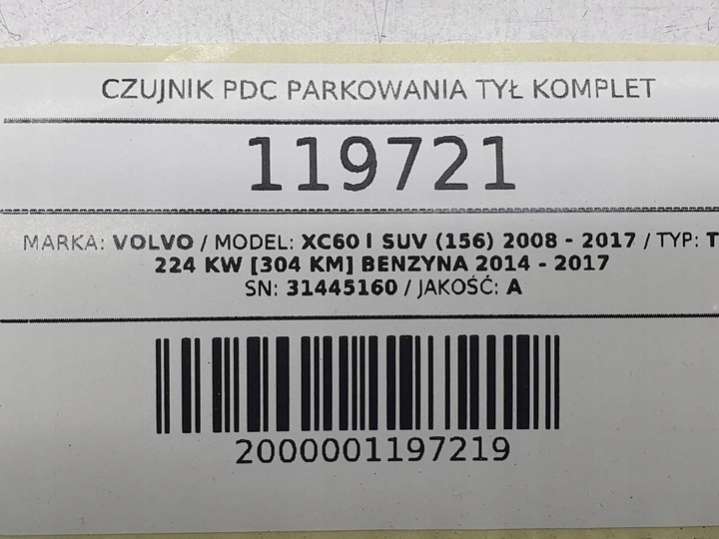 CZUJNIK PDC PARKOWANIA TYŁ KOMPLET
119721
MARKA: VOLVO / MODEL: XC60 I SUV (156) 2008 - 2017 / TYP: T
224 KW [304 KM] BENZYNA 2014 - 2017
SN: 31445160 / JAKOŚĆ: A
2000001197219